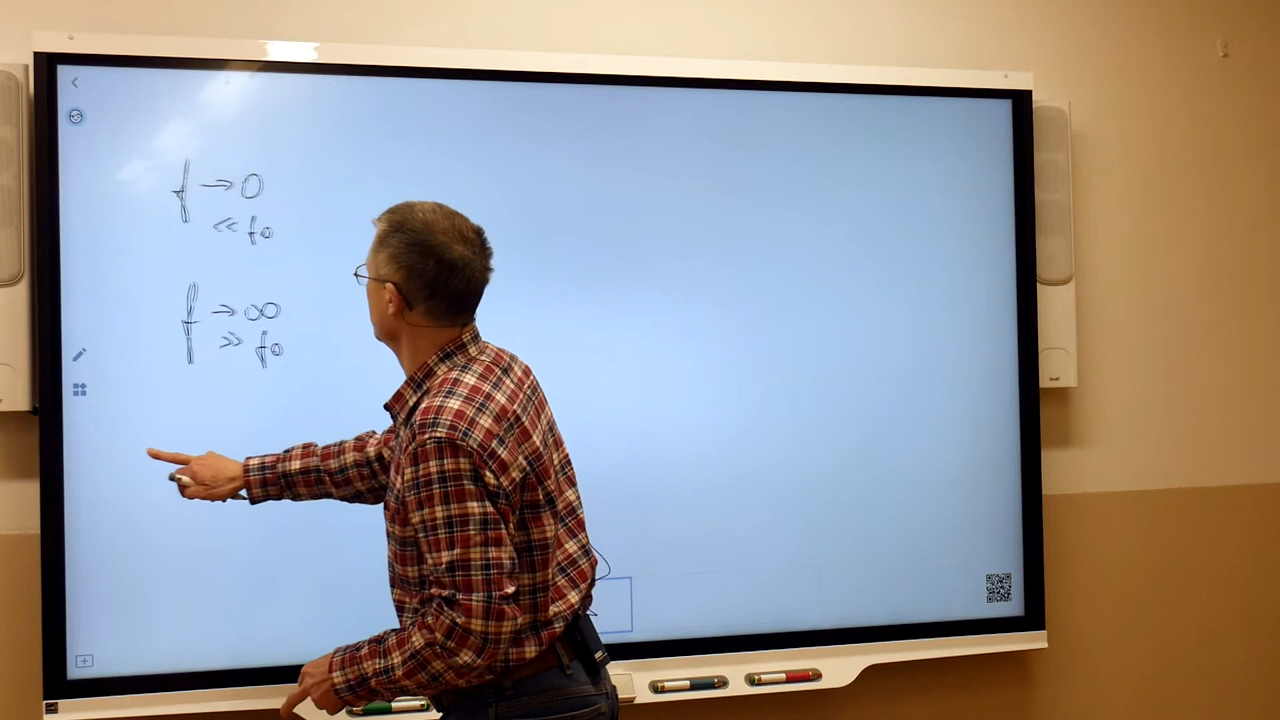 f → 0
≪ f₀
f → ∞
≫ f₀